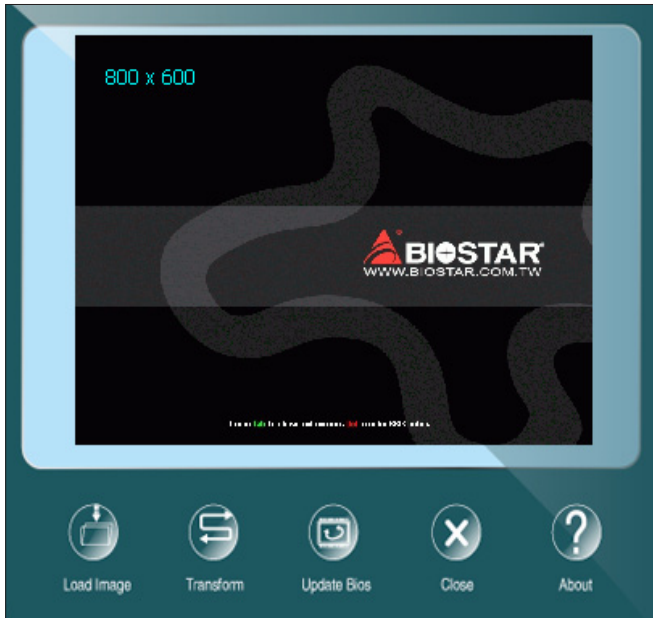 800 x 600
BIOSTAR
WWW.BIOSTAR.COM.TW
Load Image
Transform
Update Bios
Close
About